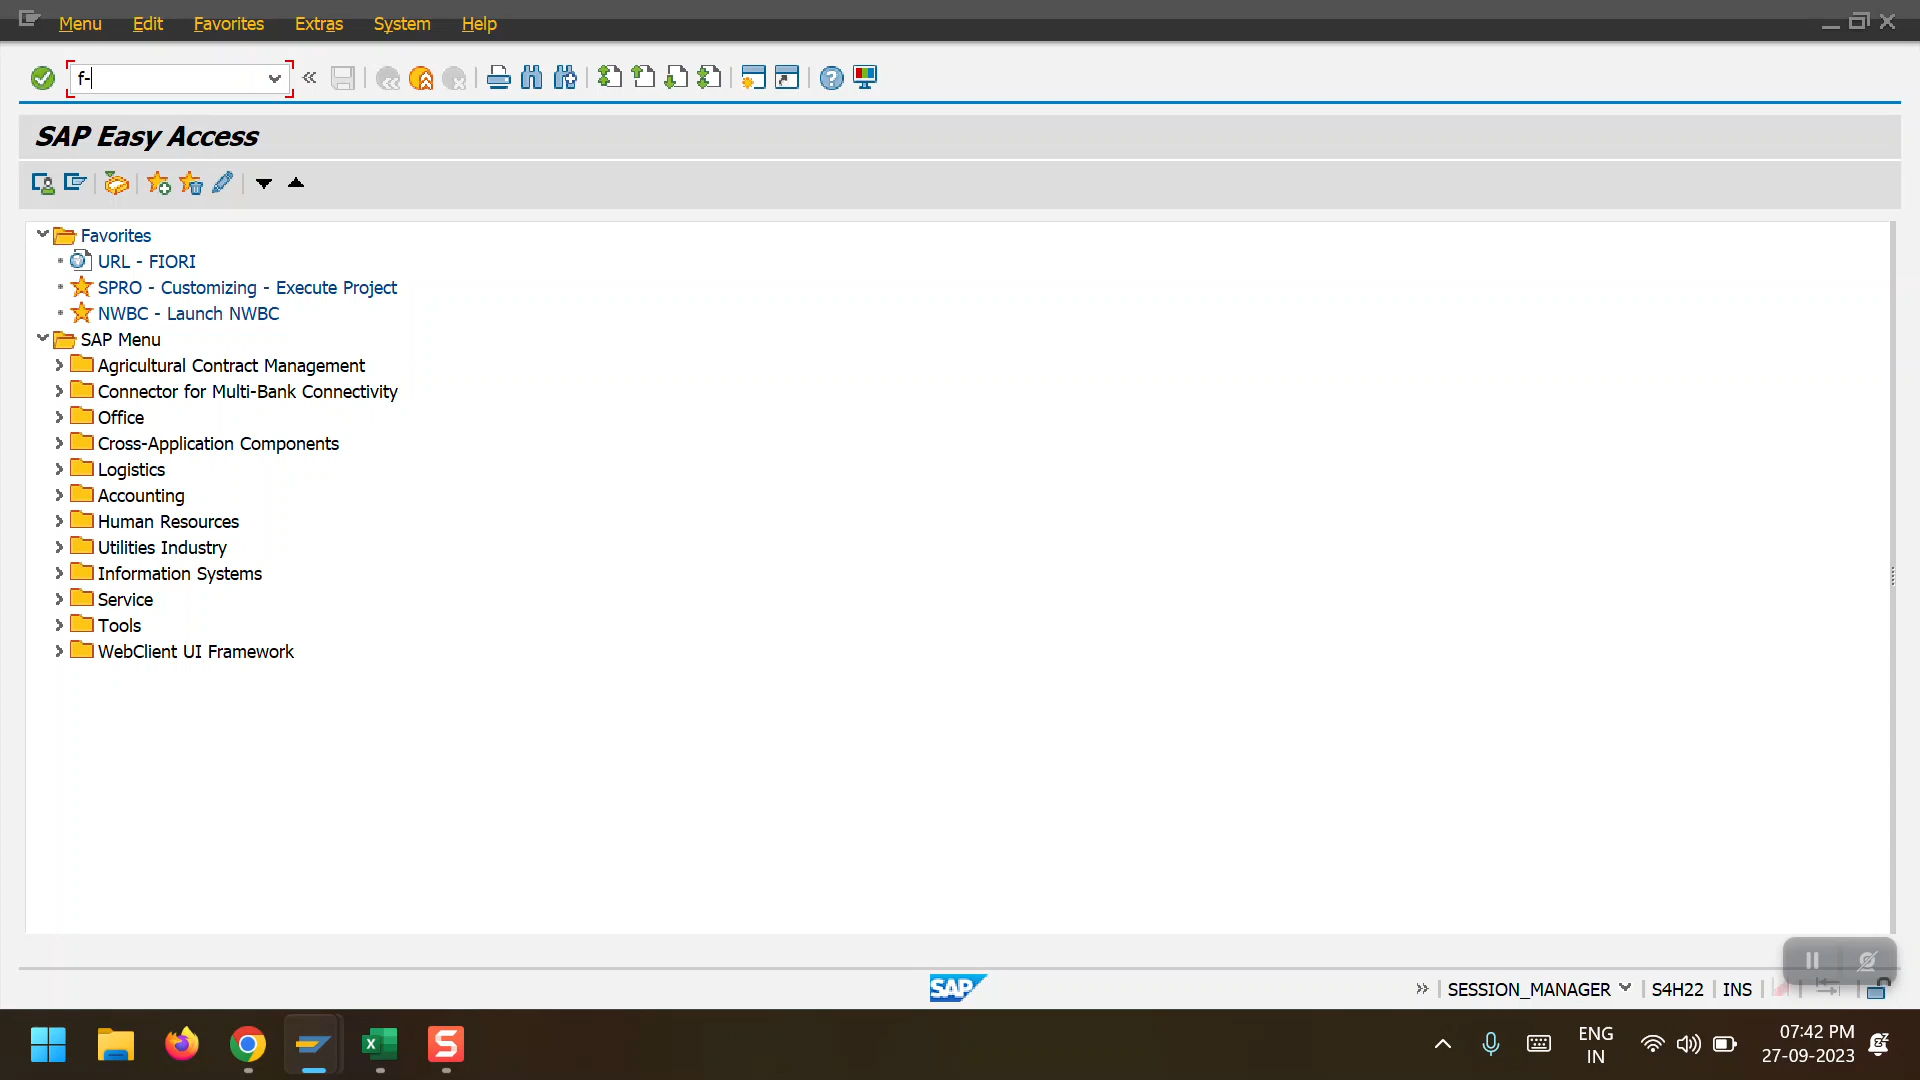 Menu Edit Favorites Extras System Help
f-
SAP Easy Access
Favorites
URL - FIORI
SPRO - Customizing - Execute Project
NWBC - Launch NWBC
SAP Menu
Agricultural Contract Management
Connector for Multi-Bank Connectivity
Office
Cross-Application Components
Logistics
Accounting
Human Resources
Utilities Industry
Information Systems
Service
Tools
WebClient UI Framework
SAP SESSION_MANAGER S4H22 INS
ENG 07:42 PM
IN 27-09-2023